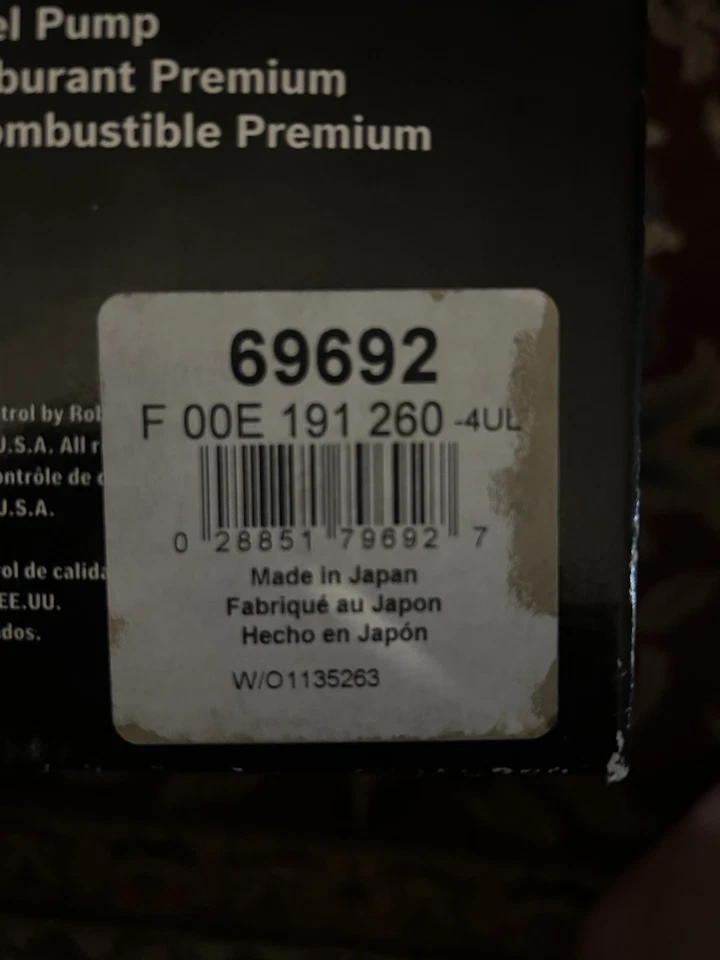 el Pump
burant Premium
ombustible Premium
69692
F 00E 191 260 -4UL
trol by Rob
U.S.A. All r
ontrôle de c
U.S.A.
0 28851 79692 7
ol de calida
EE.UU.
dos.
Made in Japan
Fabriqué au Japon
Hecho en Japón
W/O1135263